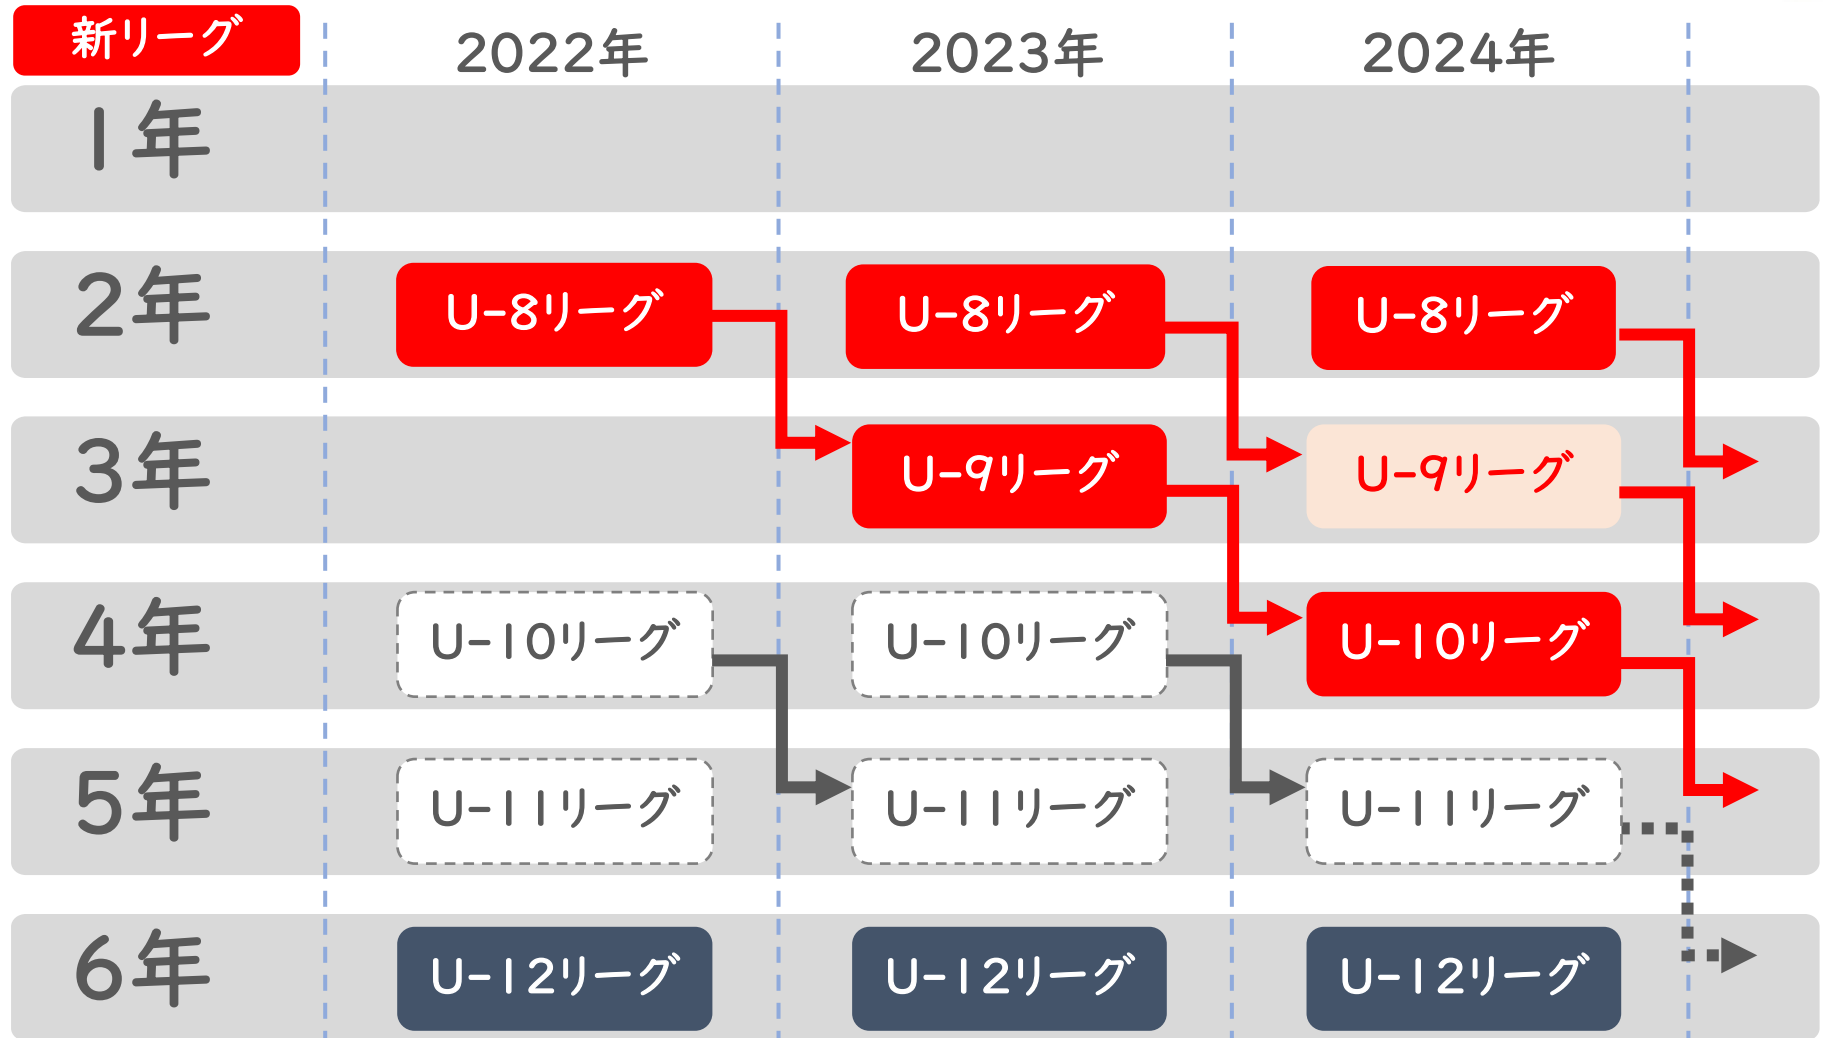 新リーグ
2022年
2023年
2024年
1年
2年
U-8リーグ
U-8リーグ
U-8リーグ
3年
U-9リーグ
U-9リーグ
4年
U-10リーグ
U-10リーグ
U-10リーグ
5年
U-11リーグ
U-11リーグ
U-11リーグ
6年
U-12リーグ
U-12リーグ
U-12リーグ